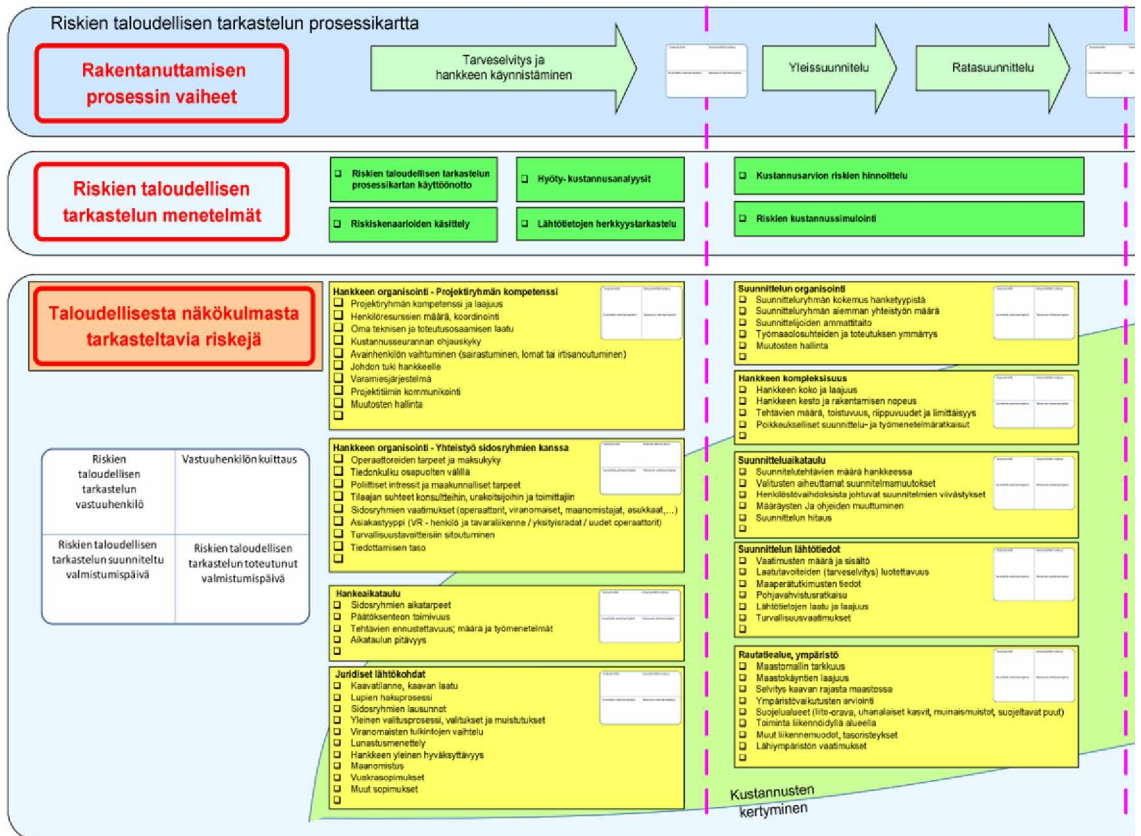 Riskien taloudellisen tarkastelun prosessikartta
Rakentanuttamisen
prosessin vaiheet
Tarveselvitys ja
hankkeen käynnistäminen
Yleissuunnitelu
Ratasuunnittelu
Riskien taloudellisen
tarkastelun menetelmät
Riskien taloudellisen tarkastelun
prosessikartan käyttöönotto
Hyöty- kustannusanalyysit
Riskiskenaarioiden käsittely
Lähtötietojen herkkyystarkastelu
Kustannusarvion riskien hinnoittelu
Riskien kustannussimulointi
Taloudellisesta näkökulmasta
tarkasteltavia riskejä
Riskien
taloudellisen
tarkastelun
vastuuhenkilö
Vastuuhenkilön kuittaus
Riskien taloudellisen
tarkastelun suunniteltu
valmistumispäivä
Riskien taloudellisen
tarkastelun toteutunut
valmistumispäivä
Hankkeen organisointi - Projektiryhmän kompetenssi
Projektiryhmän kompetenssi ja laajuus
Henkilöresurssien määrä, koordinointi
Oma teknisen ja toteutusosaamisen laatu
Kustannusseurannan ohjauskyky
Avainhenkilön vaihtuminen (sairastuminen, lomat tai irtisanoutuminen)
Johdon tuki hankkeelle
Varamiesjärjestelmä
Projektitiimin kommunikointi
Muutosten hallinta
Hankkeen organisointi - Yhteistyö sidosryhmien kanssa
Operaattoreiden tarpeet ja maksukyky
Tiedonkulku osapuolten välillä
Poliittiset intressit ja maakunnalliset tarpeet
Tilaajan suhteet konsultteihin, urakoitsijoihin ja toimittajiin
Sidosryhmien vaatimukset (operaattorit, viranomaiset, maanomistajat, asukkaat,...)
Asiakastyyppi (VR - henkilö ja tavaraliikenne / yksityisradat / uudet operaattorit)
Turvallisuustavoitteisiin sitoutuminen
Tiedottamisen taso
Hankeaikataulu
Sidosryhmien aikatarpeet
Päätöksenteon toimivuus
Tehtävien ennustettavuus; määrä ja työmenetelmät
Aikataulun pitävyys
Juridiset lähtökohdat
Kaavatilanne, kaavan laatu
Lupien hakuprosessi
Sidosryhmien lausunnot
Yleinen valitusprosessi, valitukset ja muistutukset
Viranomaisten tulkintojen vaihtelu
Lunastusmenettely
Hankkeen yleinen hyväksyttävyys
Maanomistus
Vuokrasopimukset
Muut sopimukset
Suunnittelun organisointi
Suunnitteluryhmän kokemus hanketyypistä
Suunnitteluryhmän aiemman yhteistyön määrä
Suunnittelijoiden ammattitaito
Työmaaolosuhteiden ja toteutuksen ymmärrys
Muutosten hallinta
Hankkeen kompleksisuus
Hankkeen koko ja laajuus
Hankkeen kesto ja rakentamisen nopeus
Tehtävien määrä, toistuvuus, riippuvuudet ja limittäisyys
Poikkeukselliset suunnittelu- ja työmenetelmäratkaisut
Suunnitteluaikataulu
Suunnitelutehtävien määrä hankkeessa
Valitusten aiheuttamat suunnitelmamuutokset
Henkilöstövaihdoksista johtuvat suunnitelmien viivästykset
Määräysten Ja ohjeiden muuttuminen
Suunnittelun hitaus
Suunnittelun lähtötiedot
Vaatimusten määrä ja sisältö
Laatutavoiteiden (tarveselvitys) luotettavuus
Maaperätutkimusten tiedot
Pohjavahvistusratkaisu
Lähtötietojen laatu ja laajuus
Turvallisuusvaatimukset
Rautatiealue, ympäristö
Maastomallin tarkkuus
Maastokäyntien laajuus
Selvitys kaavan rajasta maastossa
Ympäristövaikutusten arviointi
Suojelualueet (liito-orava, uhanalaiset kasvit, muinaismuistot, suojeltavat puut)
Toiminta liikennöidyllä alueella
Muut liikennemuodot, tasoristeykset
Lähiympäristön vaatimukset
Kustannusten
kertyminen